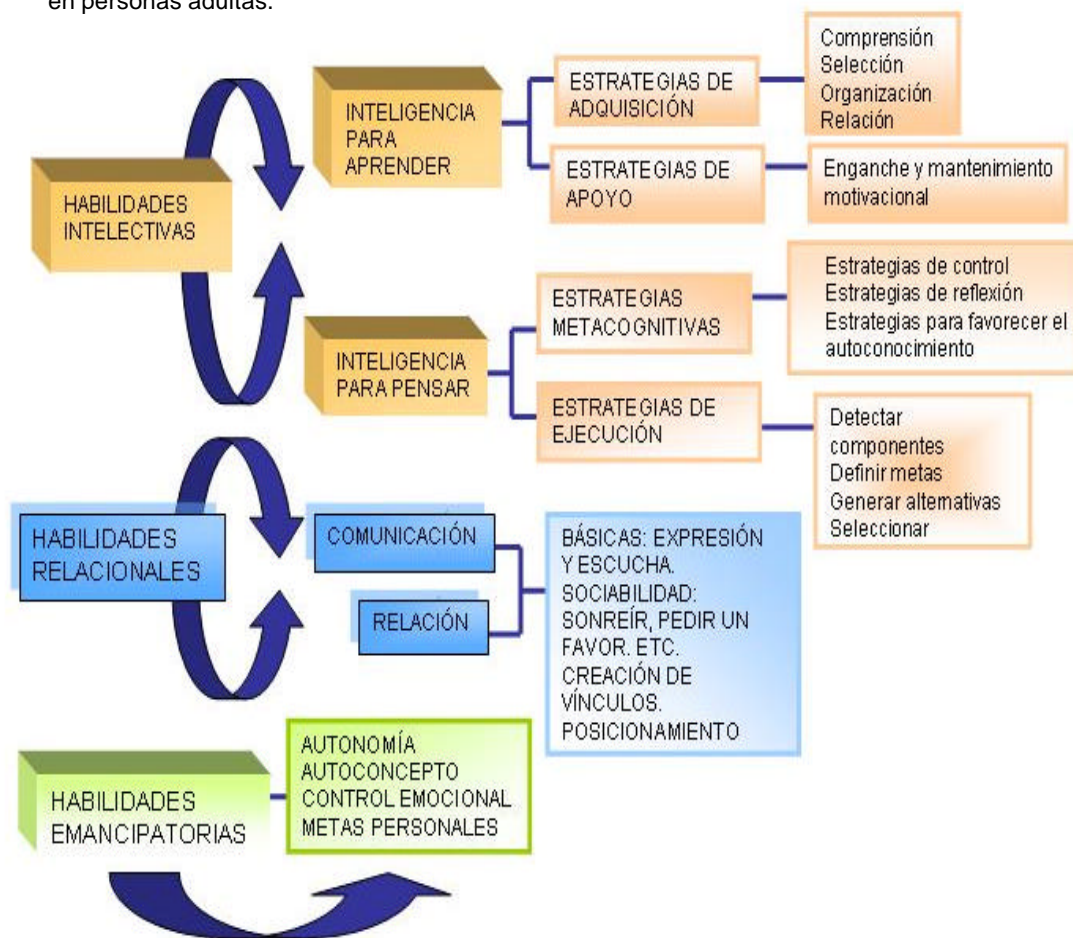 en personas adultas.
HABILIDADES
INTELECTIVAS
INTELIGENCIA
PARA
APRENDER
ESTRATEGIAS DE
ADQUISICIÓN
Comprensión
Selección
Organización
Relación
ESTRATEGIAS DE
APOYO
Enganche y mantenimiento
motivacional
INTELIGENCIA
PARA PENSAR
ESTRATEGIAS
METACOGNITIVAS
Estrategias de control
Estrategias de reflexión
Estrategias para favorecer el
autoconocimiento
ESTRATEGIAS DE
EJECUCIÓN
Detectar
componentes
Definir metas
Generar alternativas
Seleccionar
HABILIDADES
RELACIONALES
COMUNICACIÓN
RELACIÓN
BÁSICAS: EXPRESIÓN
Y ESCUCHA.
SOCIABILIDAD:
SONREÍR, PEDIR UN
FAVOR. ETC.
CREACIÓN DE
VÍNCULOS.
POSICIONAMIENTO
HABILIDADES
EMANCIPATORIAS
AUTONOMÍA
AUTOCONCEPTO
CONTROL EMOCIONAL
METAS PERSONALES